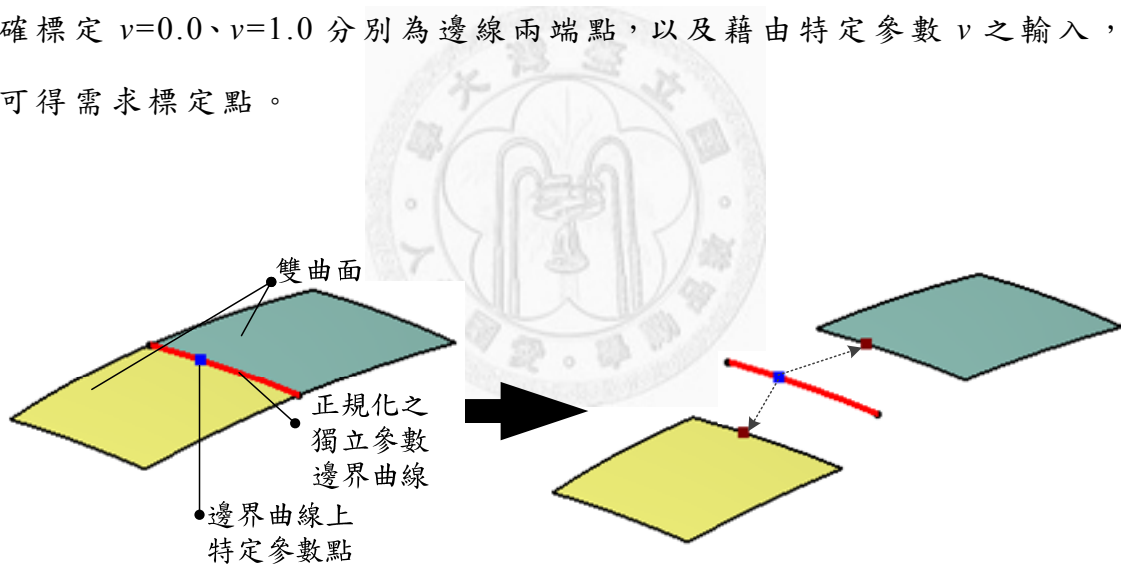 確標定 v=0.0、v=1.0 分別為邊線兩端點，以及藉由特定參數 v 之輸入，
可得需求標定點。
雙曲面
正規化之
獨立參數
邊界曲線
邊界曲線上
特定參數點